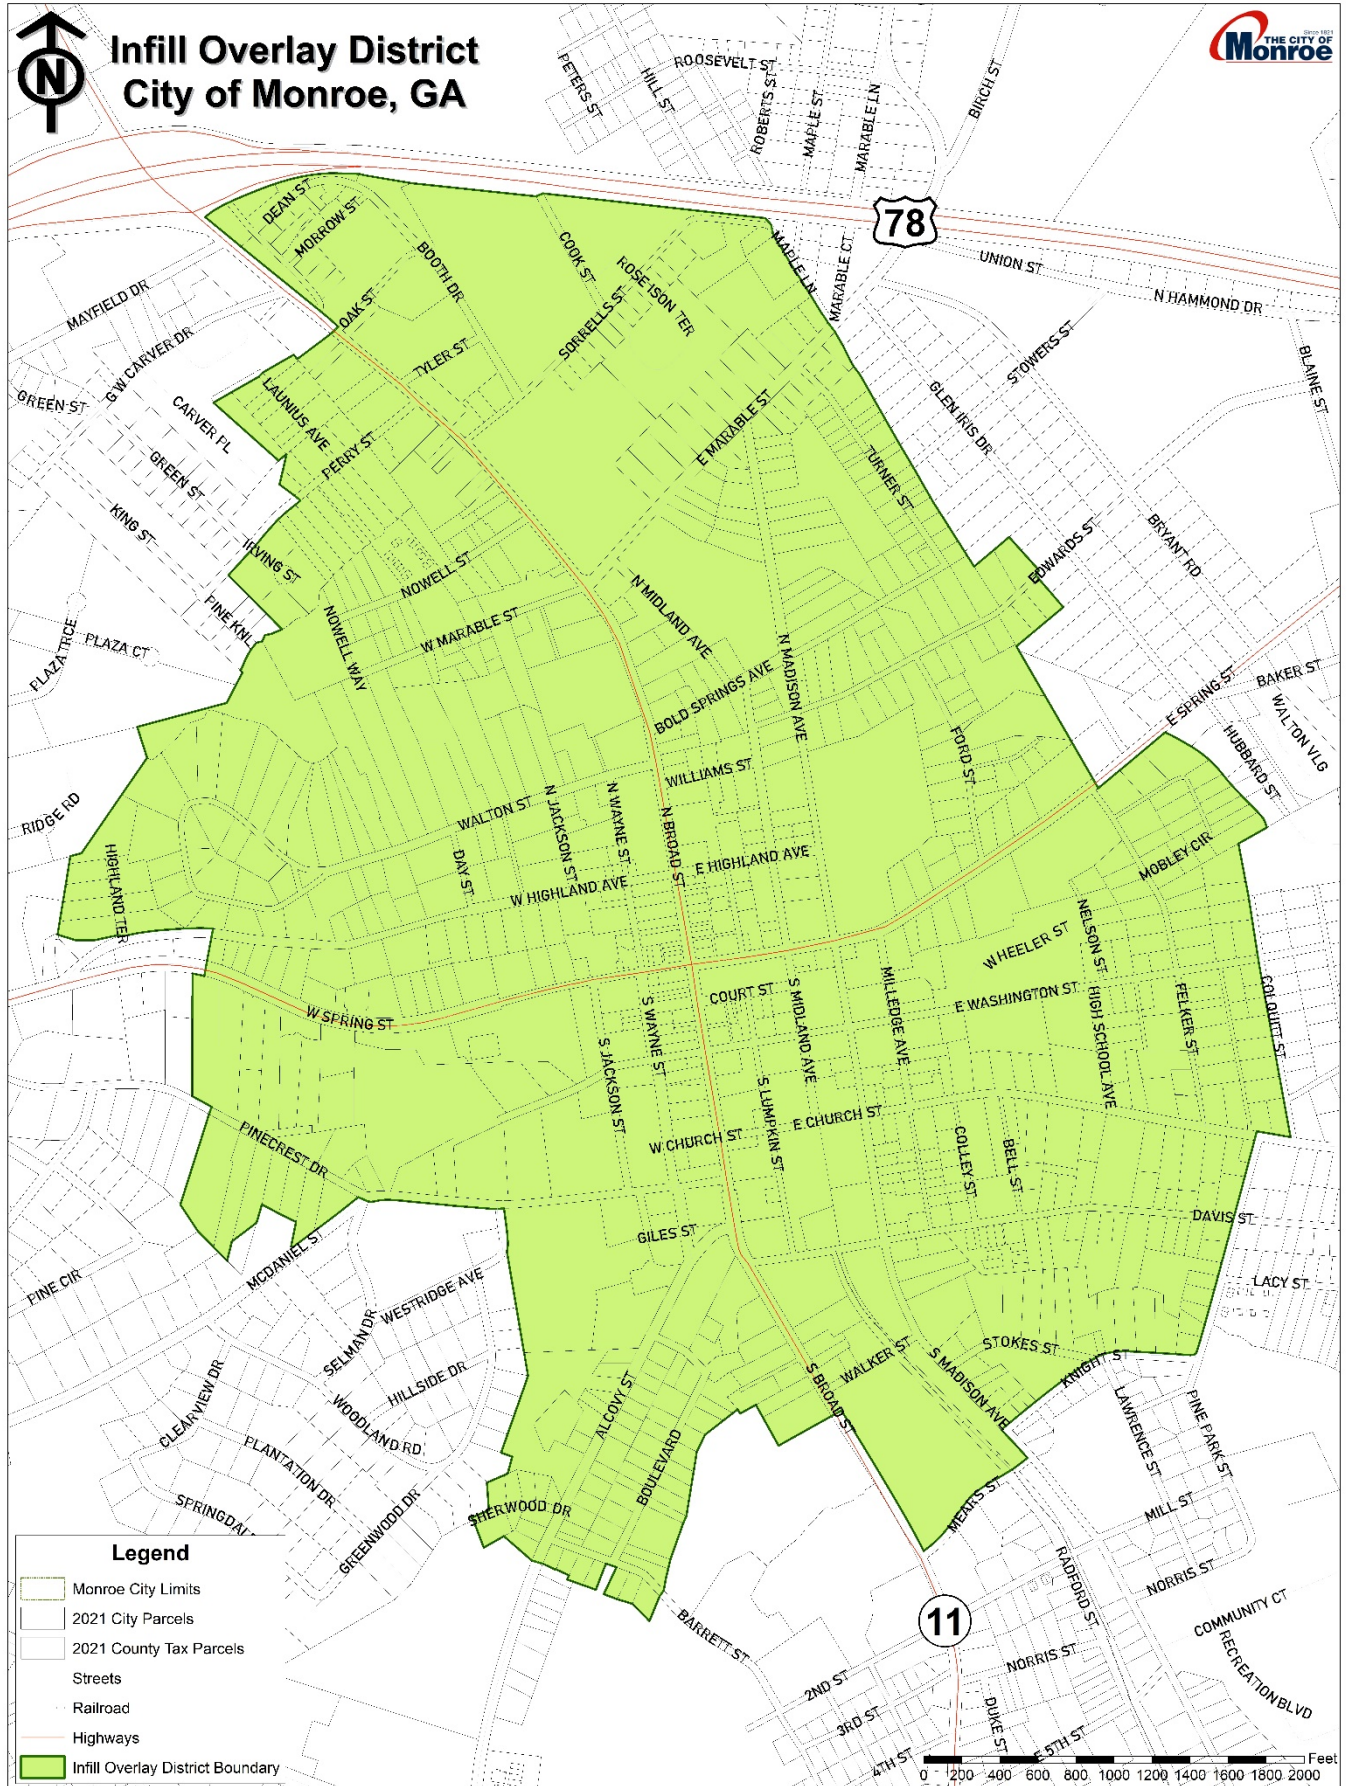 N
Infill Overlay District
City of Monroe, GA
Since 1821
THE CITY OF
Monroe
PETERS ST
HILL ST
ROOSEVELT ST
ROBERTS ST
MAPLE ST
MARABLE LN
BIRCH ST
78
DEAN ST
MORROW ST
BOOTH DR
COOK ST
ROSE ISON TER
SORRELLS ST
MAPLE LN
MARABLE CT
UNION ST
N HAMMOND DR
MAYFIELD DR
OAK ST
G W CARVER DR
TYLER ST
STOWERS ST
BLAINE ST
GREEN ST
CARVER PL
LAUNIUS AVE
PERRY ST
GLEN IRIS DR
E MARABLE ST
TURNER ST
GREEN ST
KING ST
IRVING ST
NOWELL ST
BRYANT RD
EDWARDS ST
PINE KNL
NOWELL WAY
W MARABLE ST
N MIDLAND AVE
N MADISON AVE
PLAZA TRCE
PLAZA CT
BOLD SPRINGS AVE
BAKER ST
E SPRING ST
WALTON VLG
HUBBARD ST
FORD ST
WILLIAMS ST
RIDGE RD
WALTON ST
N JACKSON ST
N WAYNE ST
N BROAD ST
HIGHLAND TER
DAY ST
W HIGHLAND AVE
E HIGHLAND AVE
MOBLEY CIR
NELSON ST
WHEELER ST
W SPRING ST
COURT ST
S WAYNE ST
S MIDLAND AVE
MILLEDGE AVE
E WASHINGTON ST
HIGH SCHOOL AVE
FELKER ST
COLQUITT ST
S JACKSON ST
S LUMPKIN ST
PINECREST DR
W CHURCH ST
E CHURCH ST
COLLEY ST
BELL ST
GILES ST
DAVIS ST
PINE CIR
MCDANIEL ST
WESTRIDGE AVE
LACY ST
SELMAN DR
HILLSIDE DR
STOKES ST
KNIGHT ST
WALKER ST
S MADISON AVE
S BROAD ST
CLEARVIEW DR
WOODLAND RD
ALCOVY ST
BOULEVARD
LAWRENCE ST
PINE PARK ST
PLANTATION DR
GREENWOOD DR
SHERWOOD DR
MEARS ST
MILL ST
RADFORD ST
NORRIS ST
11
BARRETT ST
COMMUNITY CT
RECREATION BLVD
NORRIS ST
2ND ST
3RD ST
4TH ST
DUKE ST
E 5TH ST
Legend
Monroe City Limits
2021 City Parcels
2021 County Tax Parcels
Streets
Railroad
Highways
Infill Overlay District Boundary
Feet
0 200 400 600 800 1000 1200 1400 1600 1800 2000